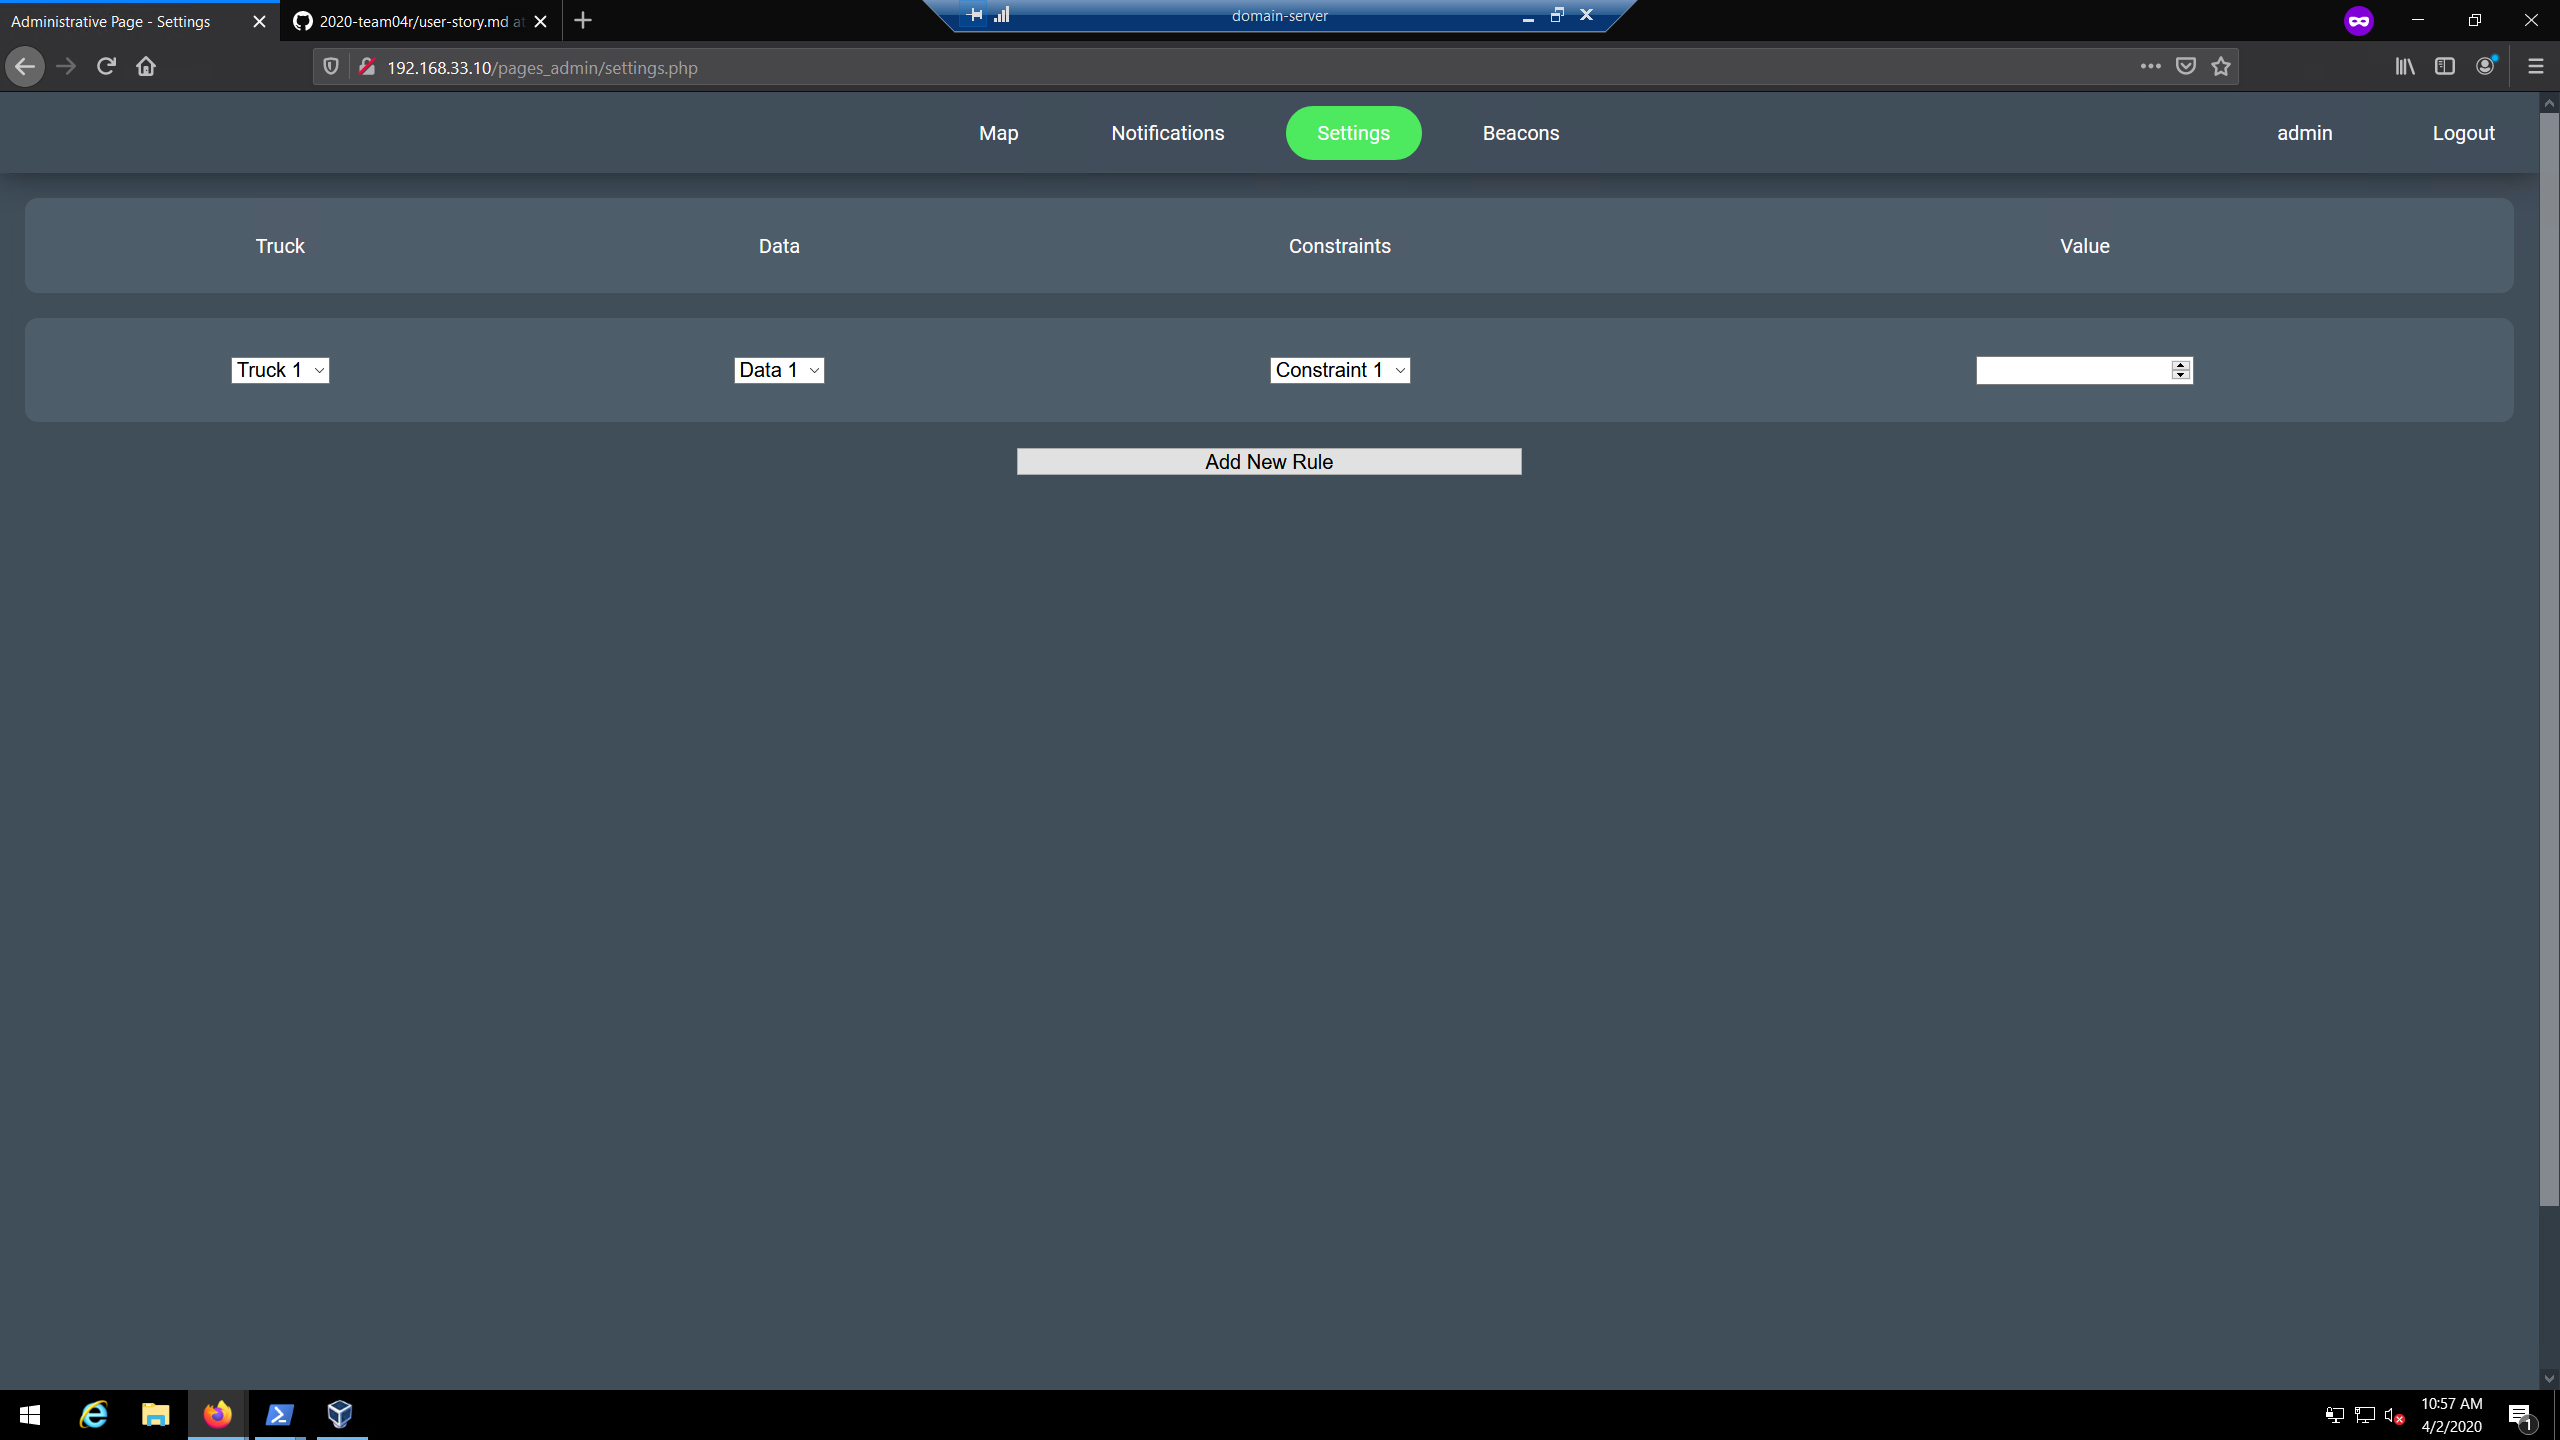 Administrative Page - Settings
2020-team04r/user-story.md at
domain-server
192.168.33.10/pages_admin/settings.php
Map Notifications Settings Beacons admin Logout
Truck Data Constraints Value
Truck 1 Data 1 Constraint 1
Add New Rule
10:57 AM
4/2/2020
1